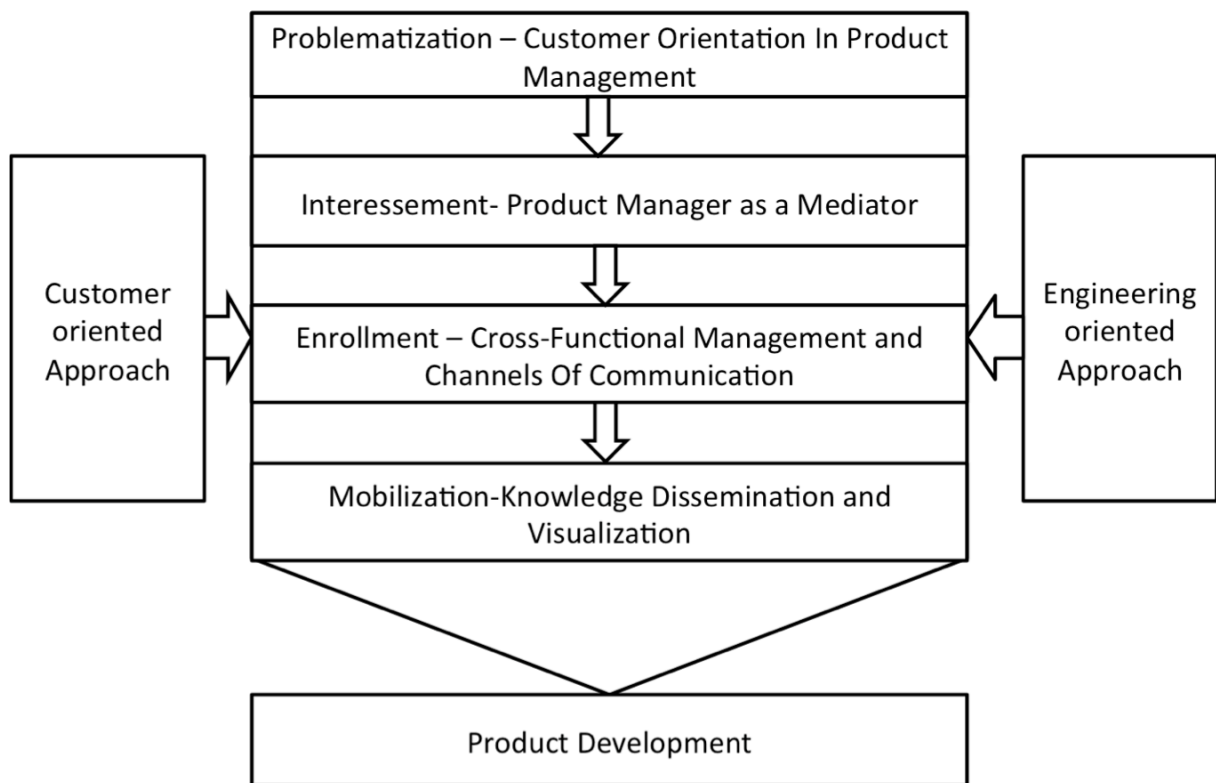 Problematization – Customer Orientation In Product
Management
Interessement- Product Manager as a Mediator
Customer
oriented
Approach
Enrollment – Cross-Functional Management and
Channels Of Communication
Engineering
oriented
Approach
Mobilization-Knowledge Dissemination and
Visualization
Product Development